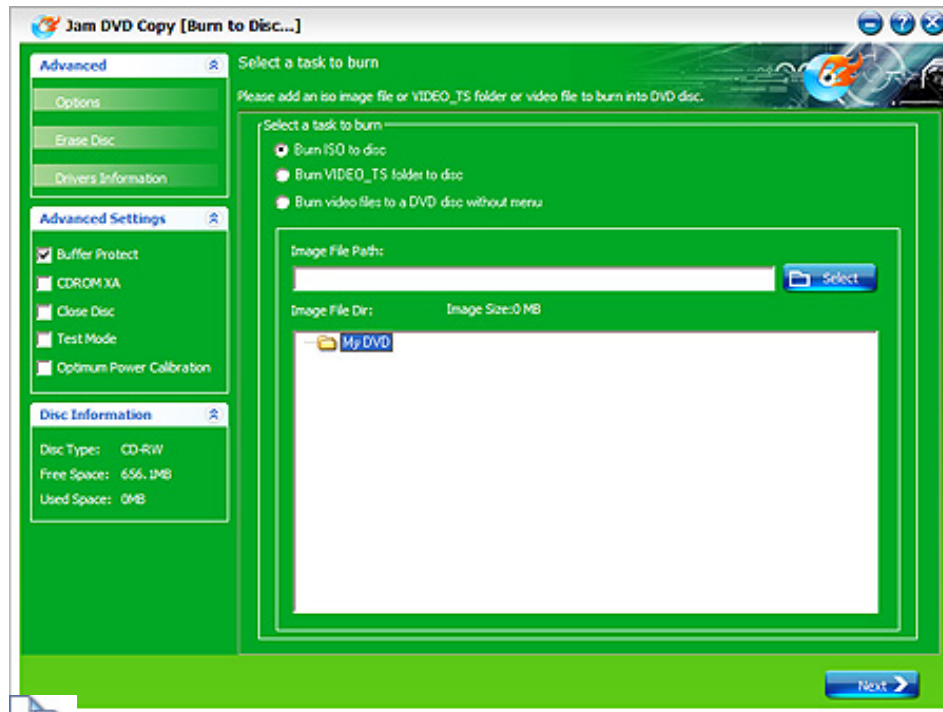 Jam DVD Copy [Burn to Disc...]
Advanced
Options
Erase Disc
Drivers Information
Advanced Settings
Buffer Protect
CDROM XA
Close Disc
Test Mode
Optimum Power Calibration
Disc Information
Disc Type: CD-RW
Free Space: 656.1MB
Used Space: 0MB
Select a task to burn
Please add an iso image file or VIDEO_TS folder or video file to burn into DVD disc.
Select a task to burn
Burn ISO to disc
Burn VIDEO_TS folder to disc
Burn video files to a DVD disc without menu
Image File Path:
Select
Image File Dir: Image Size:0 MB
My DVD
Next